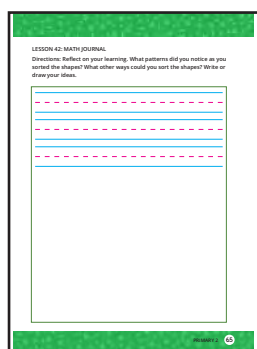 LESSON 42: MATH JOURNAL
Directions: Reflect on your learning. What patterns did you notice as you
sorted the shapes? What other ways could you sort the shapes? Write or
draw your ideas.
PRIMARY 2 65